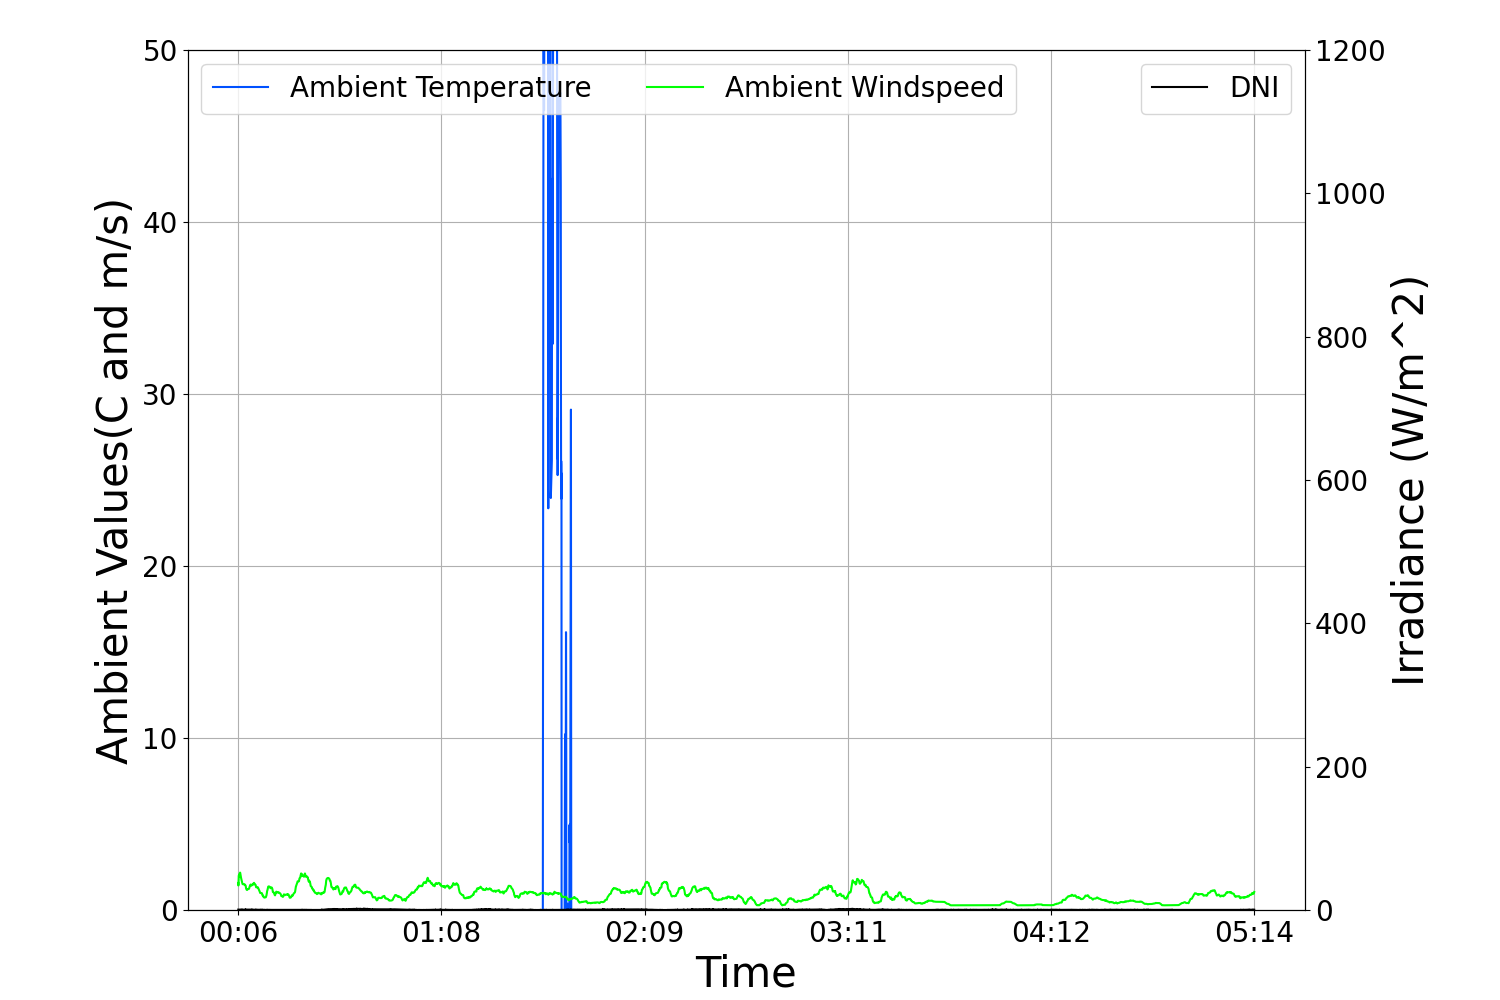 Ambient Temperature
Ambient Windspeed
DNI
50
40
30
20
10
0
Ambient Values(C and m/s)
1200
1000
800
600
400
200
0
Irradiance (W/m^2)
00:06 01:08 02:09 03:11 04:12 05:14
Time